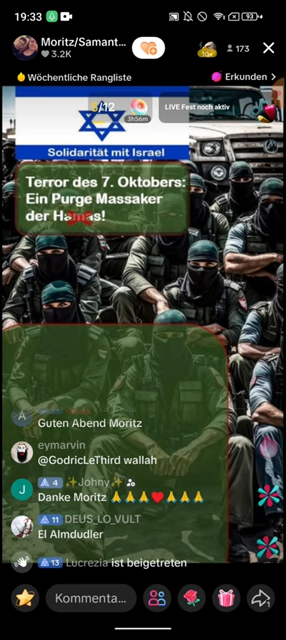 19:33
93
Moritz/Samant...
3.2K
173
Wöchentliche Rangliste
Erkunden >
/12
3h56m
LIVE Fest noch aktiv
Solidarität mit Israel
Terror des 7. Oktobers:
Ein Purge Massaker
der Hamas!
Guten Abend Moritz
eymarvin
@GodricLeThird wallah
J
4 ✨Johny✨
Danke Moritz 🙏🙏🙏❤️🙏🙏🙏
11 DEUS_LO_VULT
El Almdudler
13 Lucrezia ist beigetreten
Kommenta...